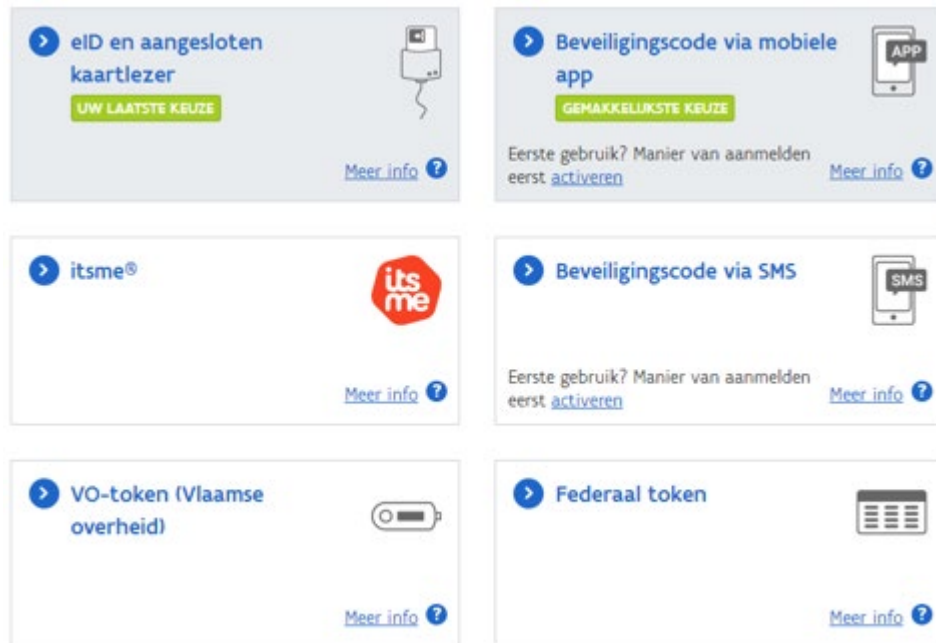 eID en aangesloten
kaartlezer
UW LAATSTE KEUZE
Meer info ?
Beveiligingscode via mobiele
app
APP
GEMAKKELIJKSTE KEUZE
Eerste gebruik? Manier van aanmelden
eerst activeren
Meer info ?
itsme®
its
me
Meer info ?
Beveiligingscode via SMS
SMS
Eerste gebruik? Manier van aanmelden
eerst activeren
Meer info ?
VO-token (Vlaamse
overheid)
Meer info ?
Federaal token
Meer info ?